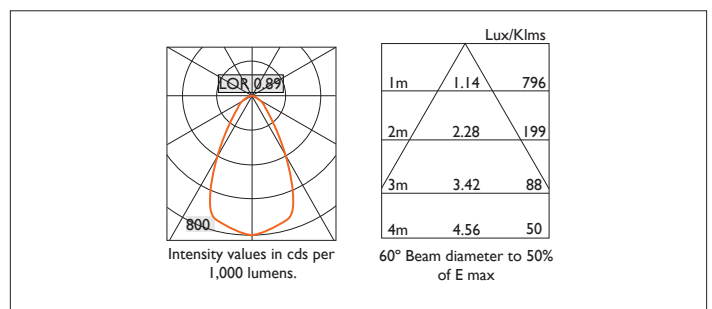 LOR 0.89
800
Intensity values in cds per
1,000 lumens.
Lux/Klms
1m 1.14 796
2m 2.28 199
3m 3.42 88
4m 4.56 50
60° Beam diameter to 50%
of E max